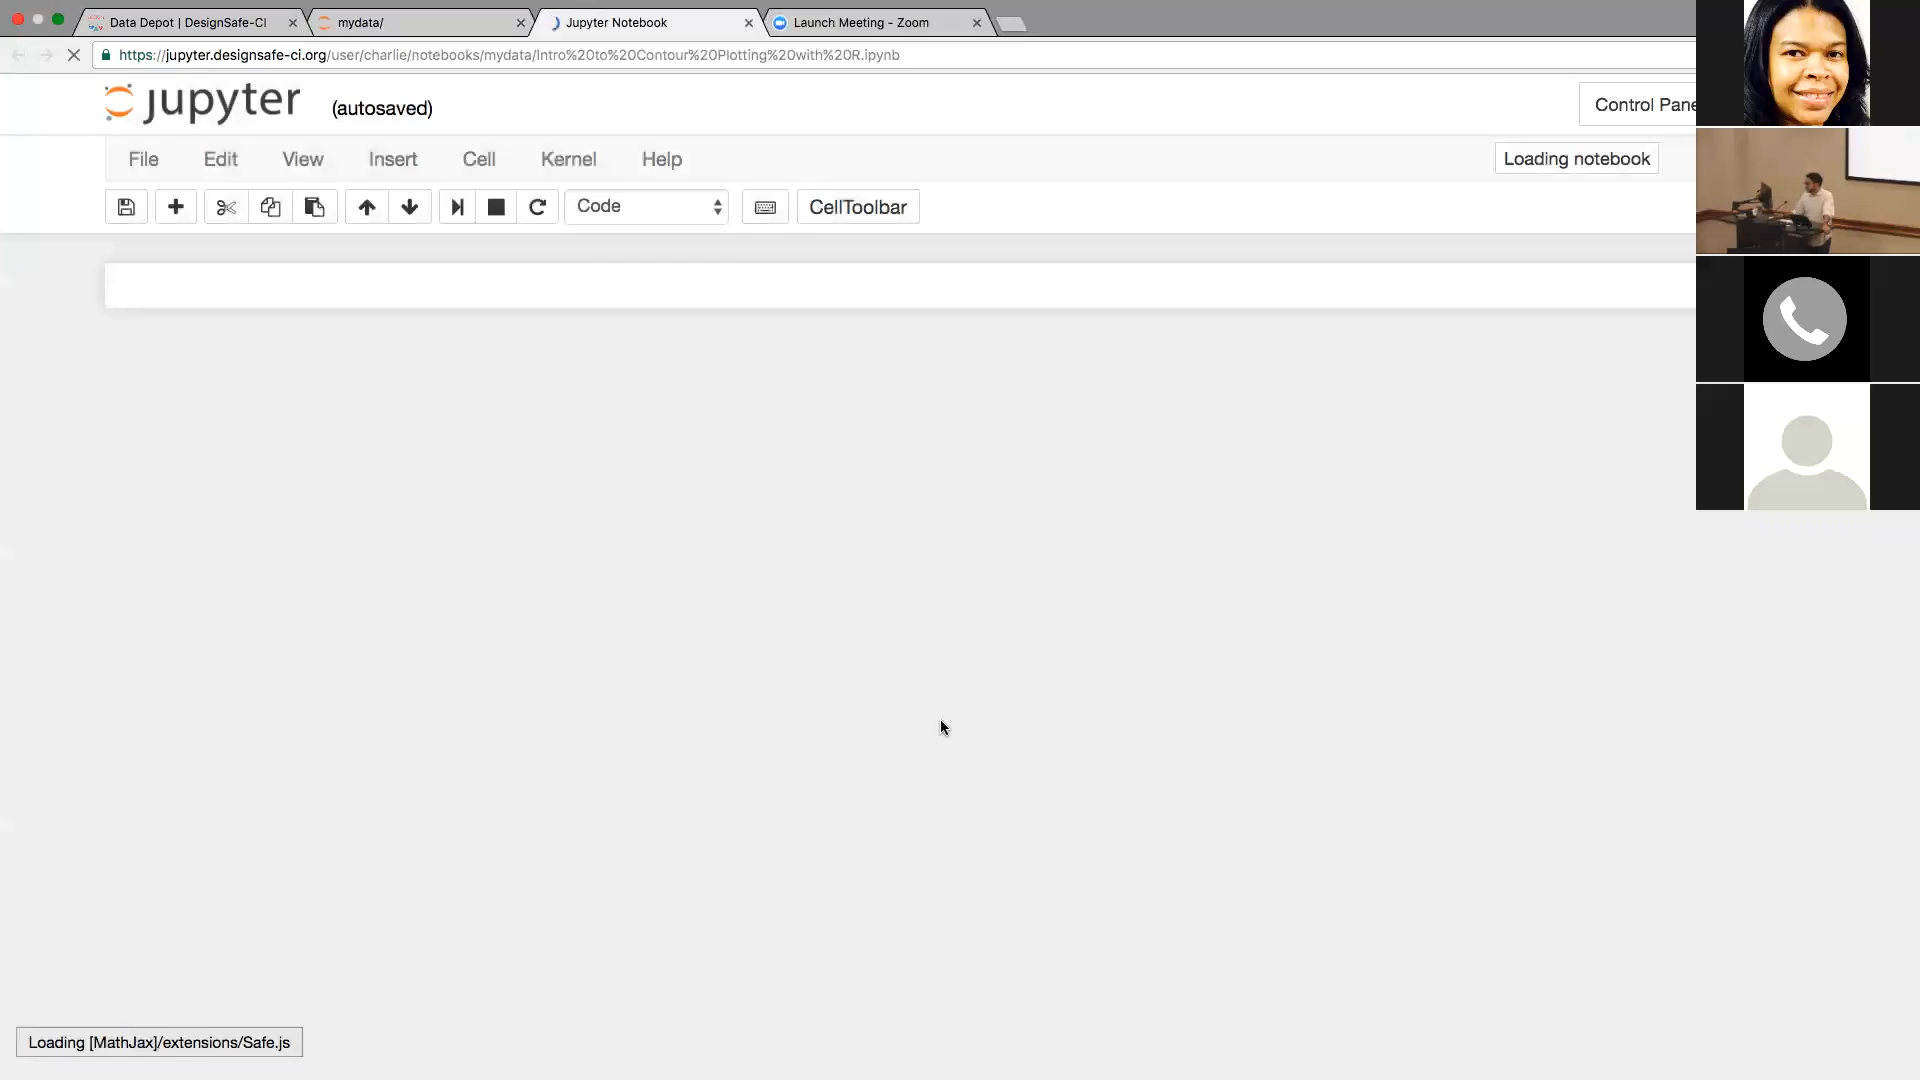 Data Depot | DesignSafe-CI
mydata/
Jupyter Notebook
Launch Meeting - Zoom
https://jupyter.designsafe-ci.org/user/charlie/notebooks/mydata/Intro%20to%20Contour%20Plotting%20with%20R.ipynb
jupyter (autosaved)
Control Pane
File Edit View Insert Cell Kernel Help
Loading notebook
Code
CellToolbar
Loading [MathJax]/extensions/Safe.js